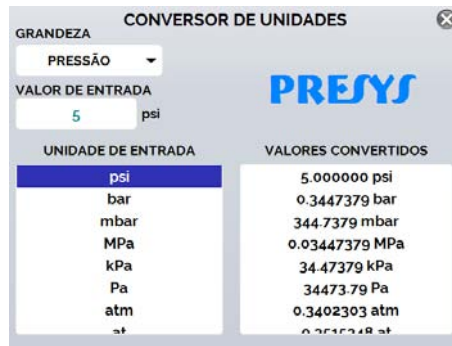 CONVERSOR DE UNIDADES
GRANDEZA
PRESSÃO
VALOR DE ENTRADA
5 psi
PRESYS
UNIDADE DE ENTRADA
psi
bar
mbar
MPa
kPa
Pa
atm
at
VALORES CONVERTIDOS
5.000000 psi
0.3447379 bar
344.7379 mbar
0.03447379 MPa
34.47379 kPa
34473.79 Pa
0.3402303 atm